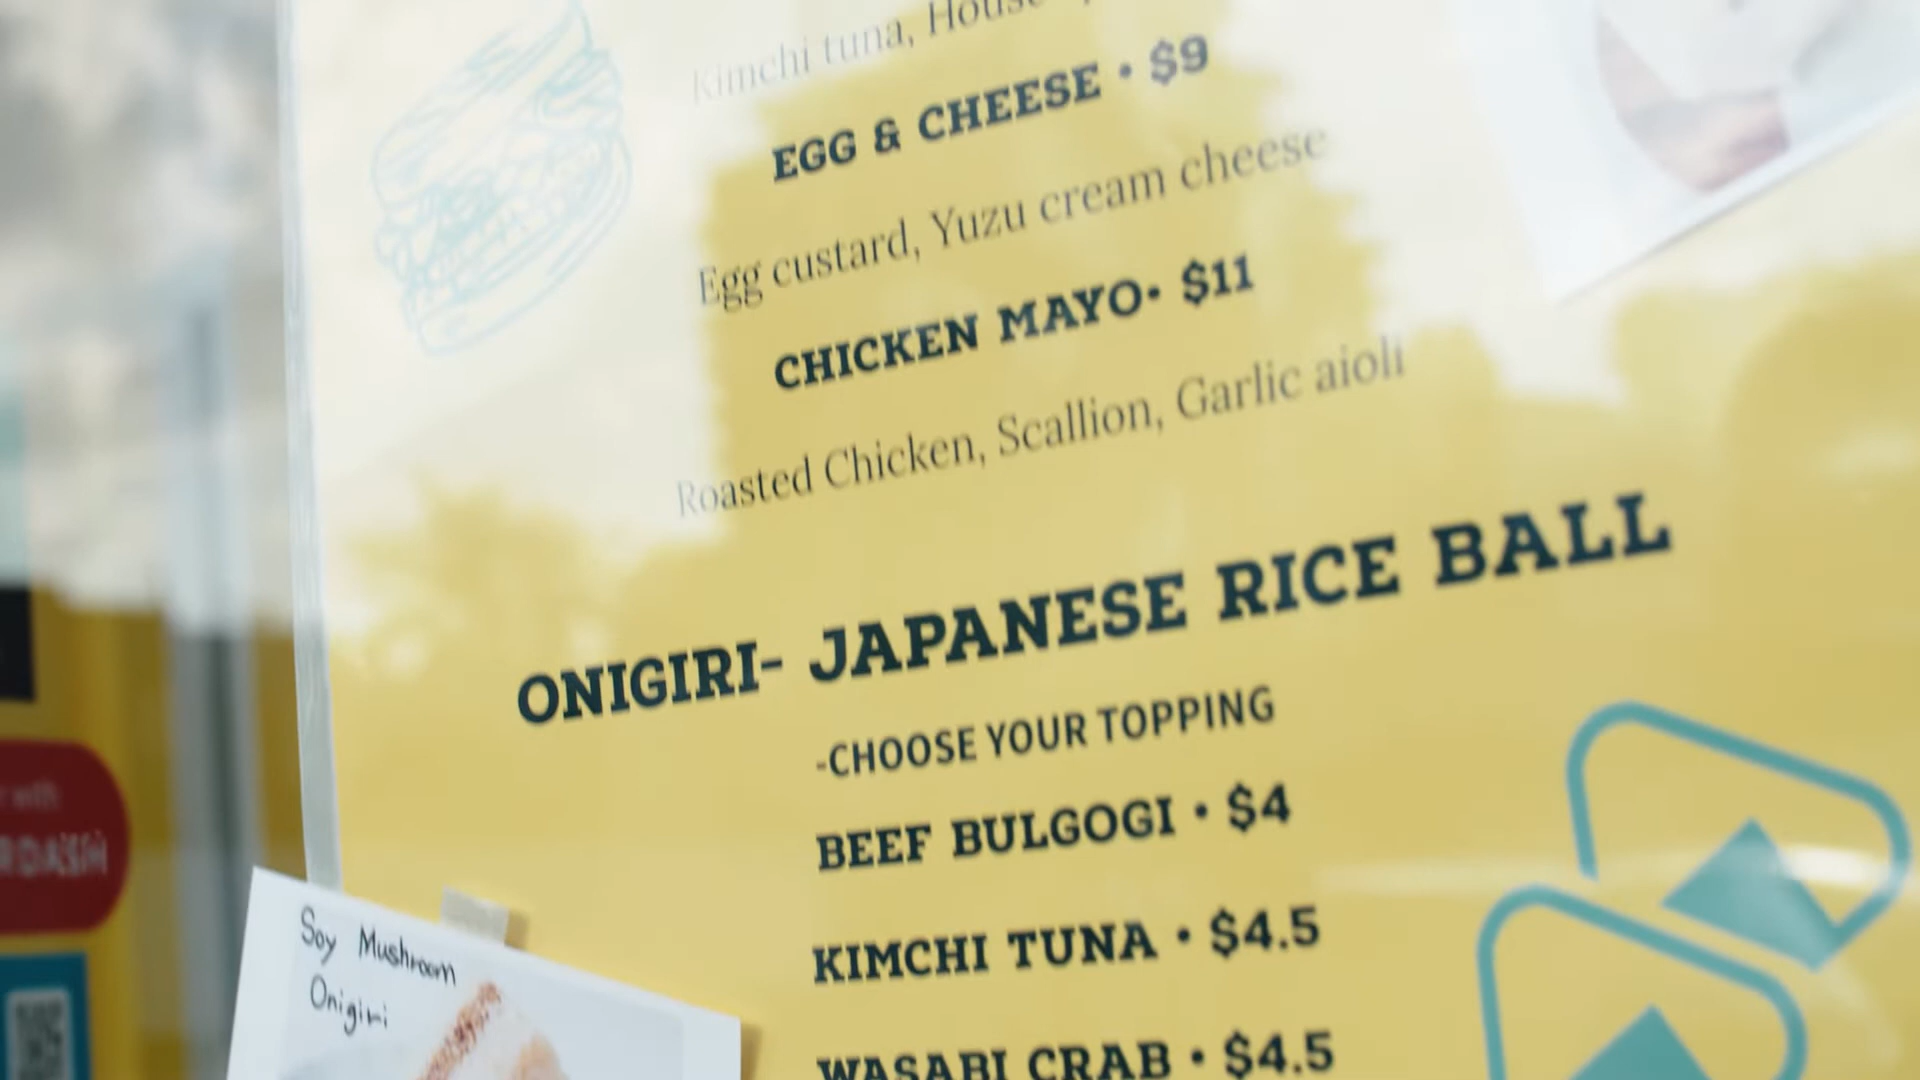 Kimchi tuna, House
EGG & CHEESE • $9
Egg custard, Yuzu cream cheese
CHICKEN MAYO• $11
Roasted Chicken, Scallion, Garlic aioli
ONIGIRI- JAPANESE RICE BALL
-CHOOSE YOUR TOPPING
BEEF BULGOGI • $4
KIMCHI TUNA • $4.5
WASABI CRAB • $4.5
Soy Mushroom
Onigiri
with
RDASH